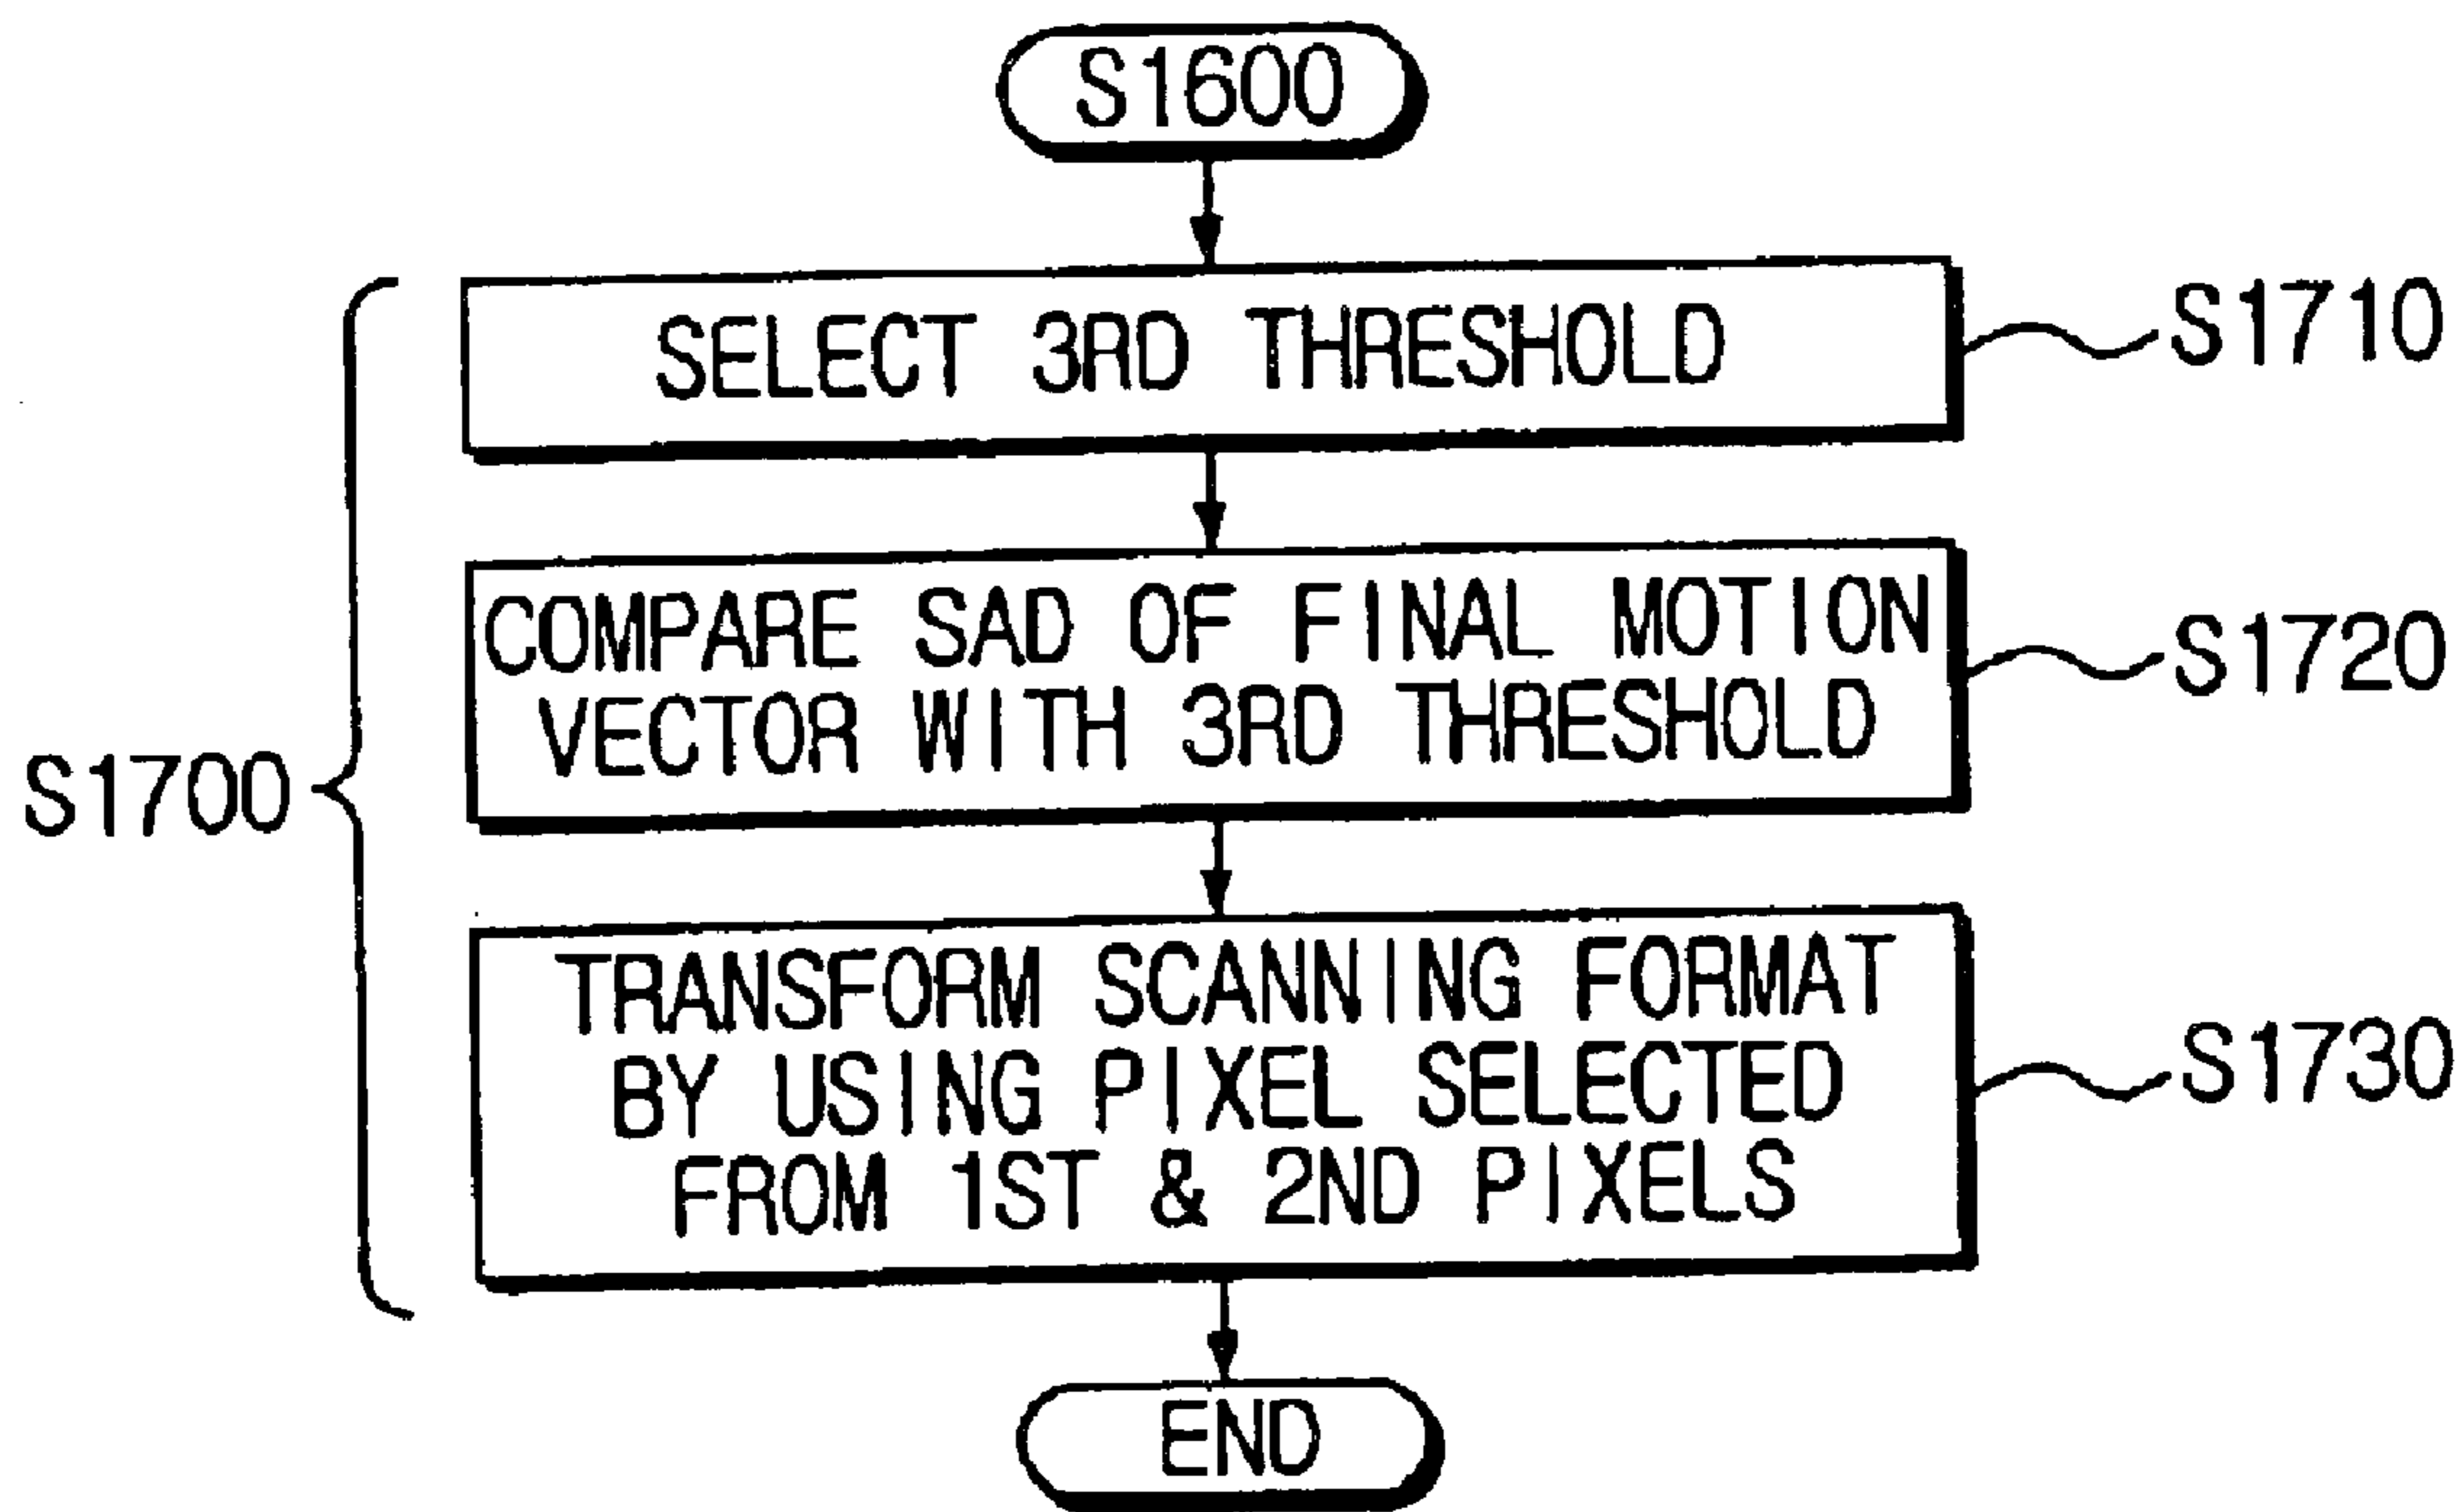 S1600
SELECT 3RD THRESHOLD
S1710
COMPARE SAD OF FINAL MOTION
VECTOR WITH 3RD THRESHOLD
S1720
S1700
TRANSFORM SCANNING FORMAT
BY USING PIXEL SELECTED
FROM 1ST & 2ND PIXELS
S1730
END